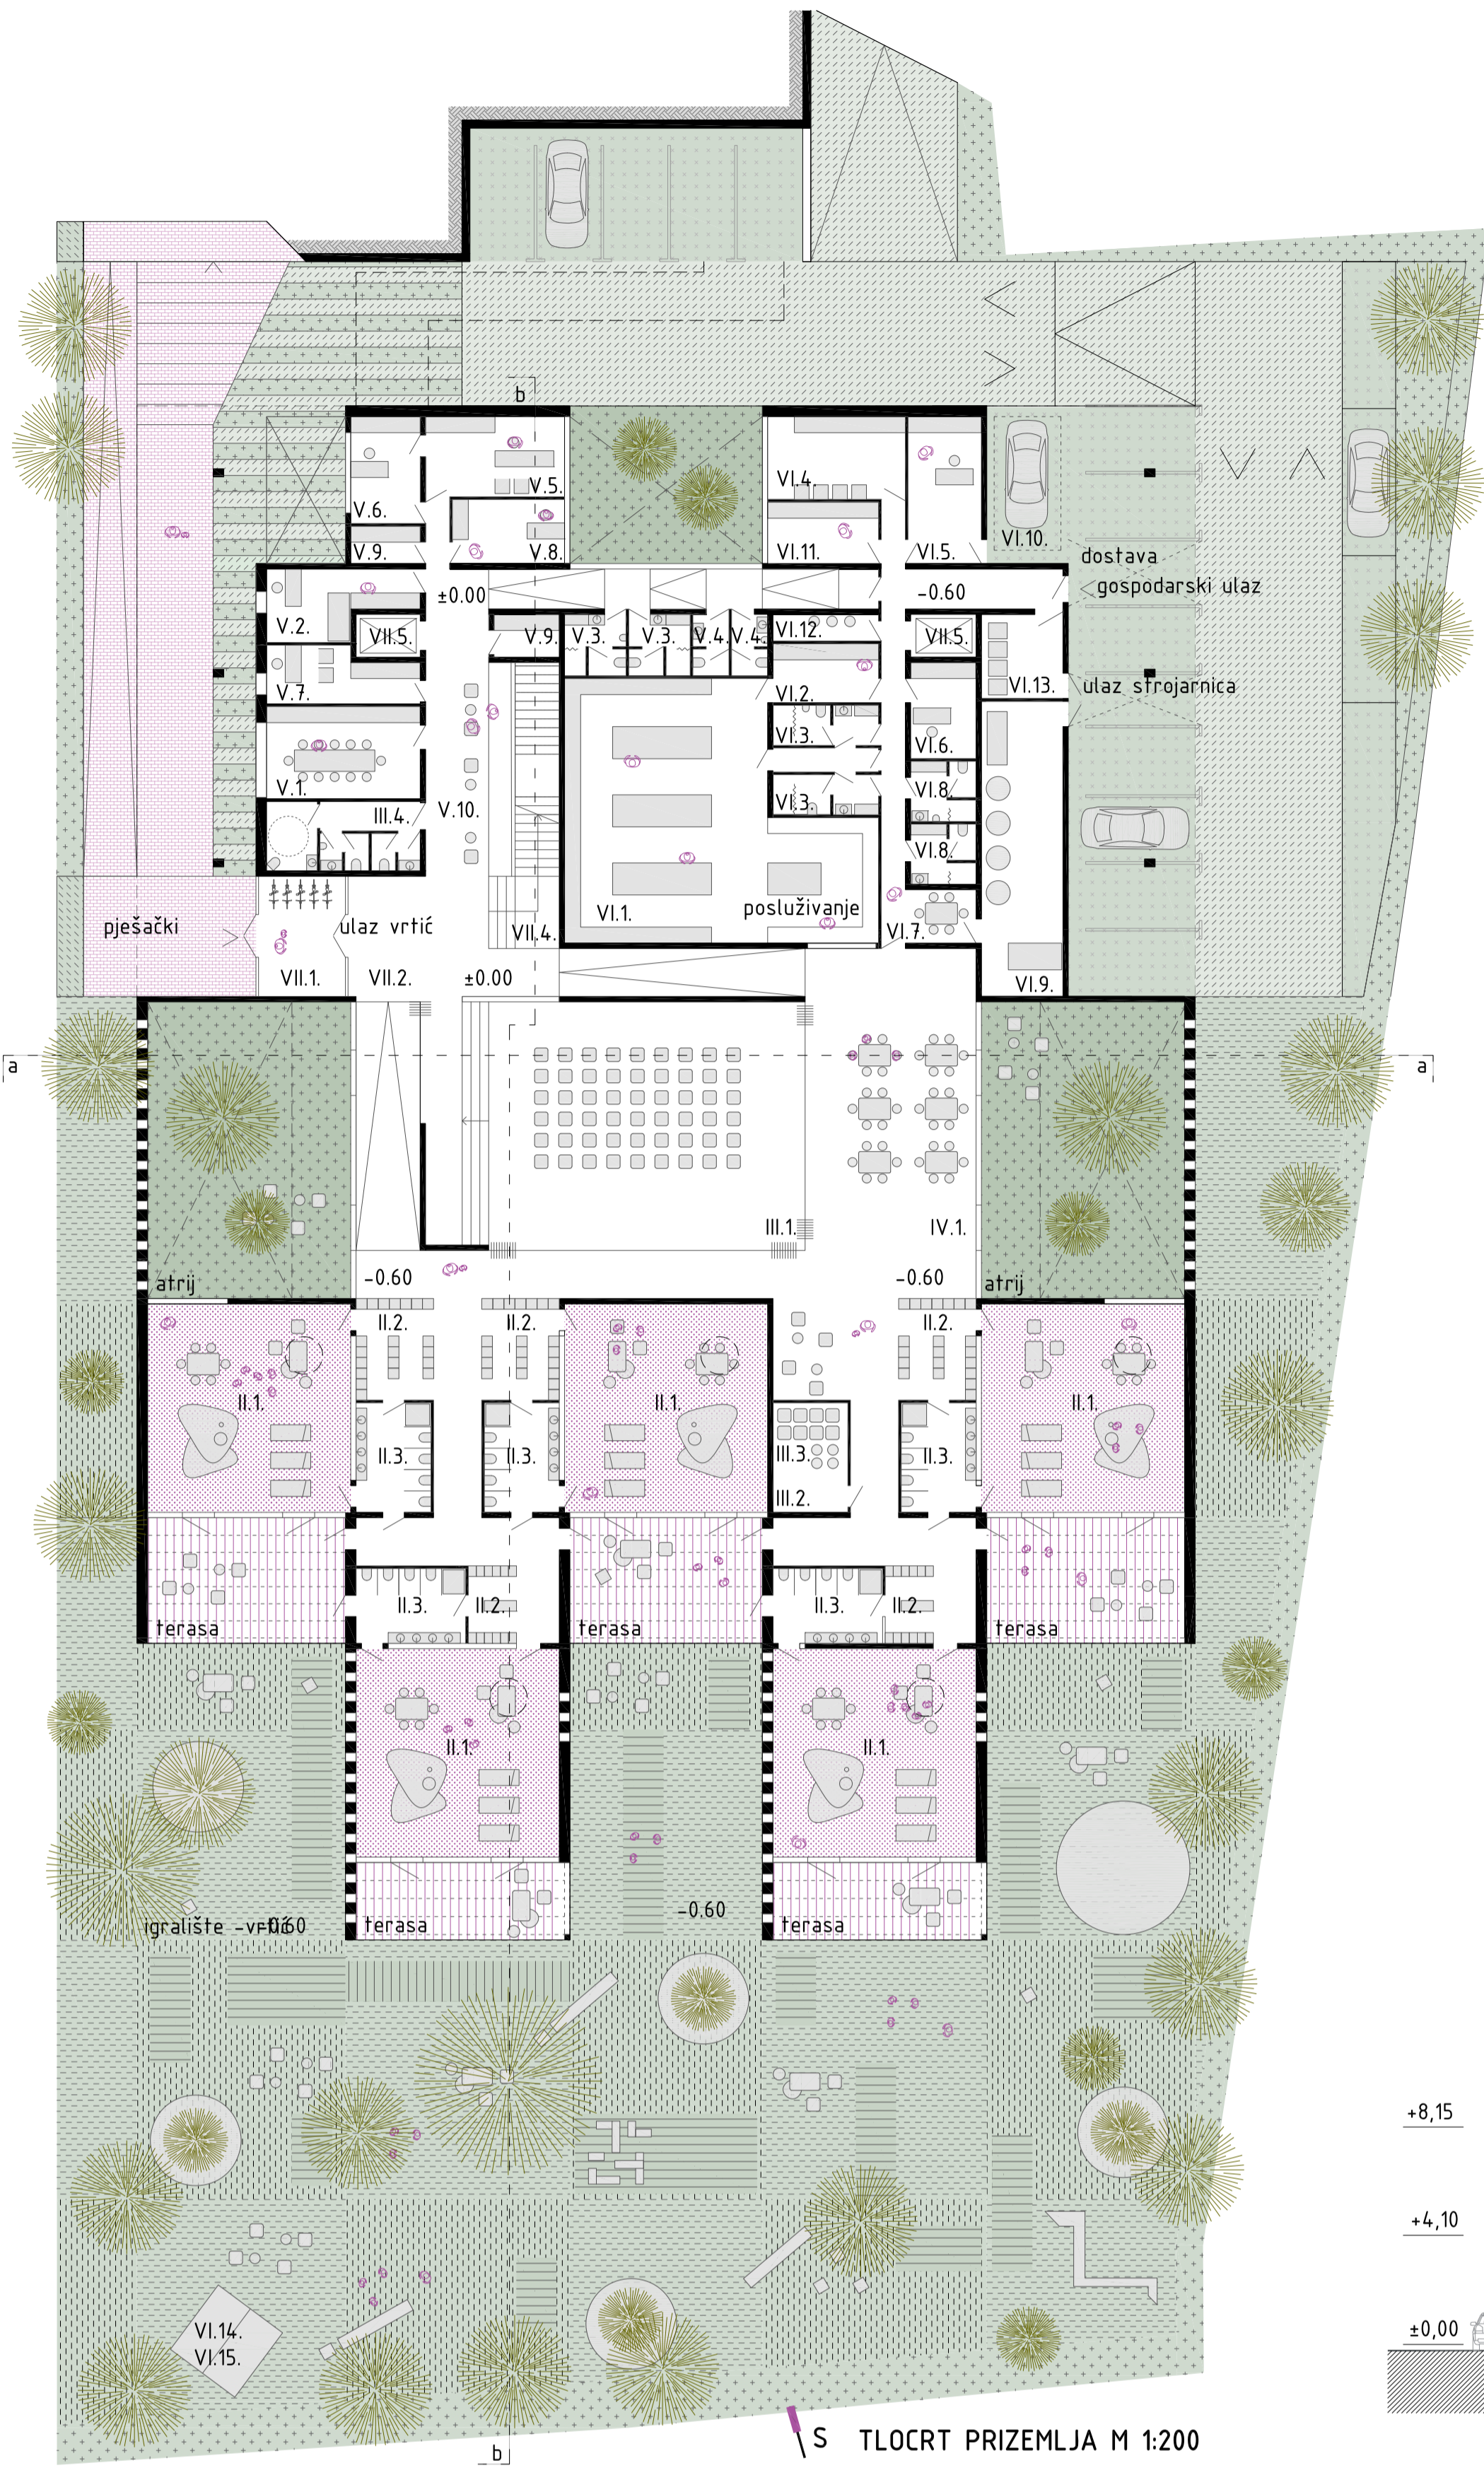 b
V.6.
V.5.
VI.4.
V.9.
V.8.
VI.11.
VI.5.
VI.10.
dostava
±0.00
-0.60
gospodarski ulaz
V.2.
VII.5.
V.9.
V.3.
V.3.
V.4.
V.4.
VI.12.
VII.5.
V.7.
VI.2.
VI.13.
ulaz strojarnica
VI.3.
VI.6.
V.1.
V.10.
VI.3.
VI.8.
III.4.
VI.8.
VI.1.
posluživanje
pješački
ulaz vrtić
VII.4.
VI.7.
VII.1.
VII.2.
±0.00
VI.9.
a
a
III.1.
IV.1.
atrij
-0.60
-0.60
atrij
II.2.
II.2.
II.2.
II.1.
II.1.
II.1.
II.3.
II.3.
III.3.
II.3.
III.2.
II.3.
II.2.
II.3.
II.2.
terasa
terasa
terasa
II.1.
II.1.
-0.60
igralište -vrtić
-0.60
terasa
terasa
+8,15
+4,10
VI.14.
±0,00
VI.15.
S
TLOCRT PRIZEMLJA M 1:200
b